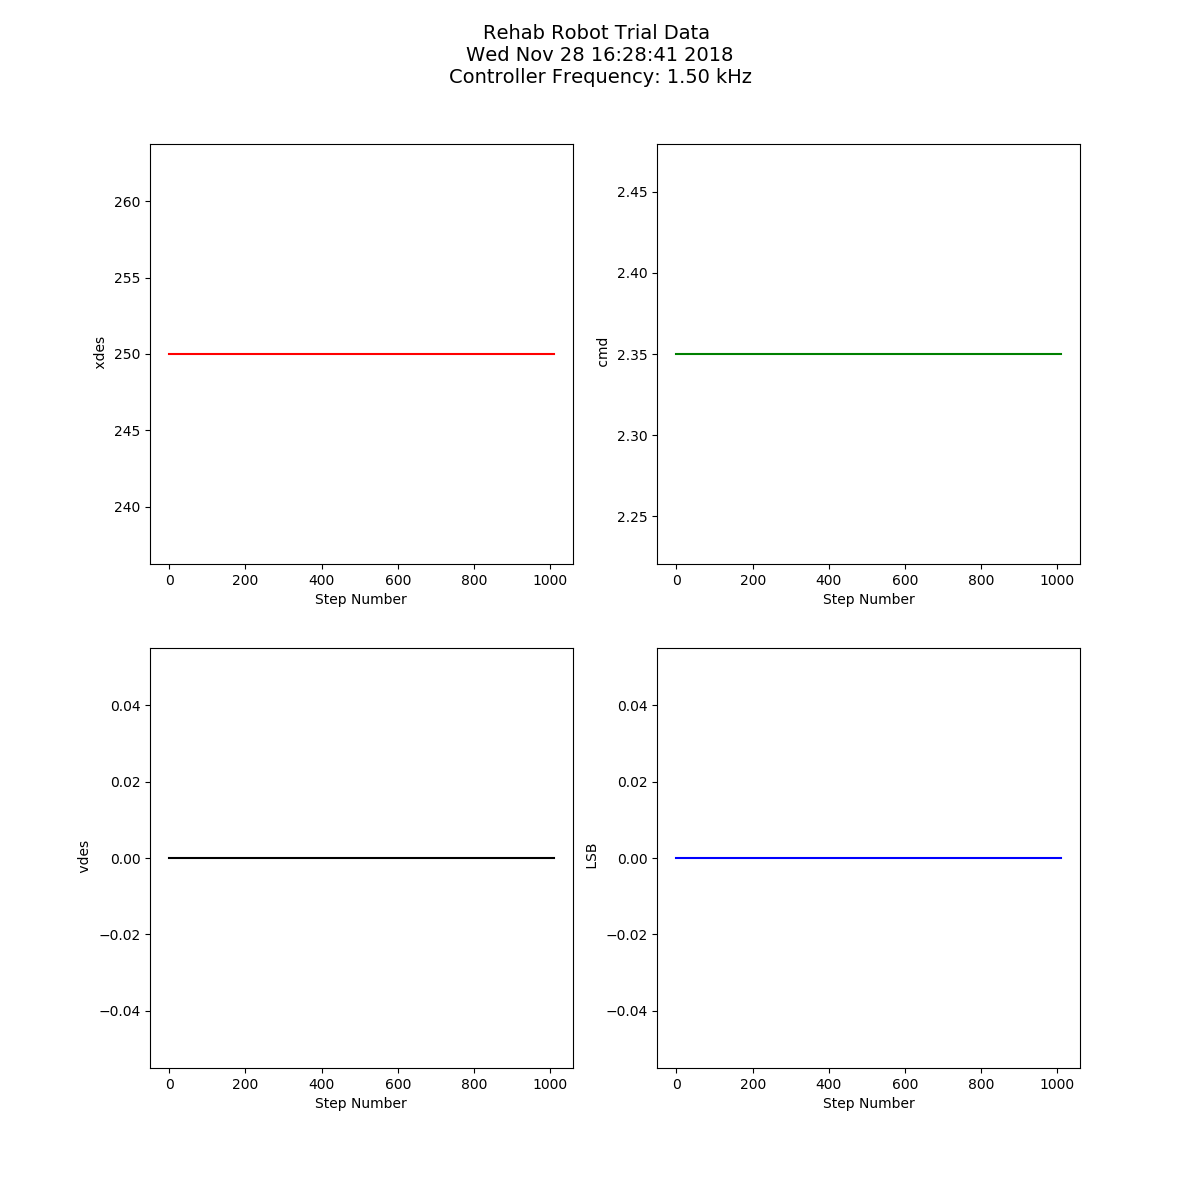 Rehab Robot Trial Data
Wed Nov 28 16:28:41 2018
Controller Frequency: 1.50 kHz
260
255
250
245
240
xdes
0 200 400 600 800 1000
Step Number
2.45
2.40
2.35
2.30
2.25
cmd
0 200 400 600 800 1000
Step Number
0.04
0.02
0.00
−0.02
−0.04
vdes
0 200 400 600 800 1000
Step Number
0.04
0.02
0.00
−0.02
−0.04
LSB
0 200 400 600 800 1000
Step Number